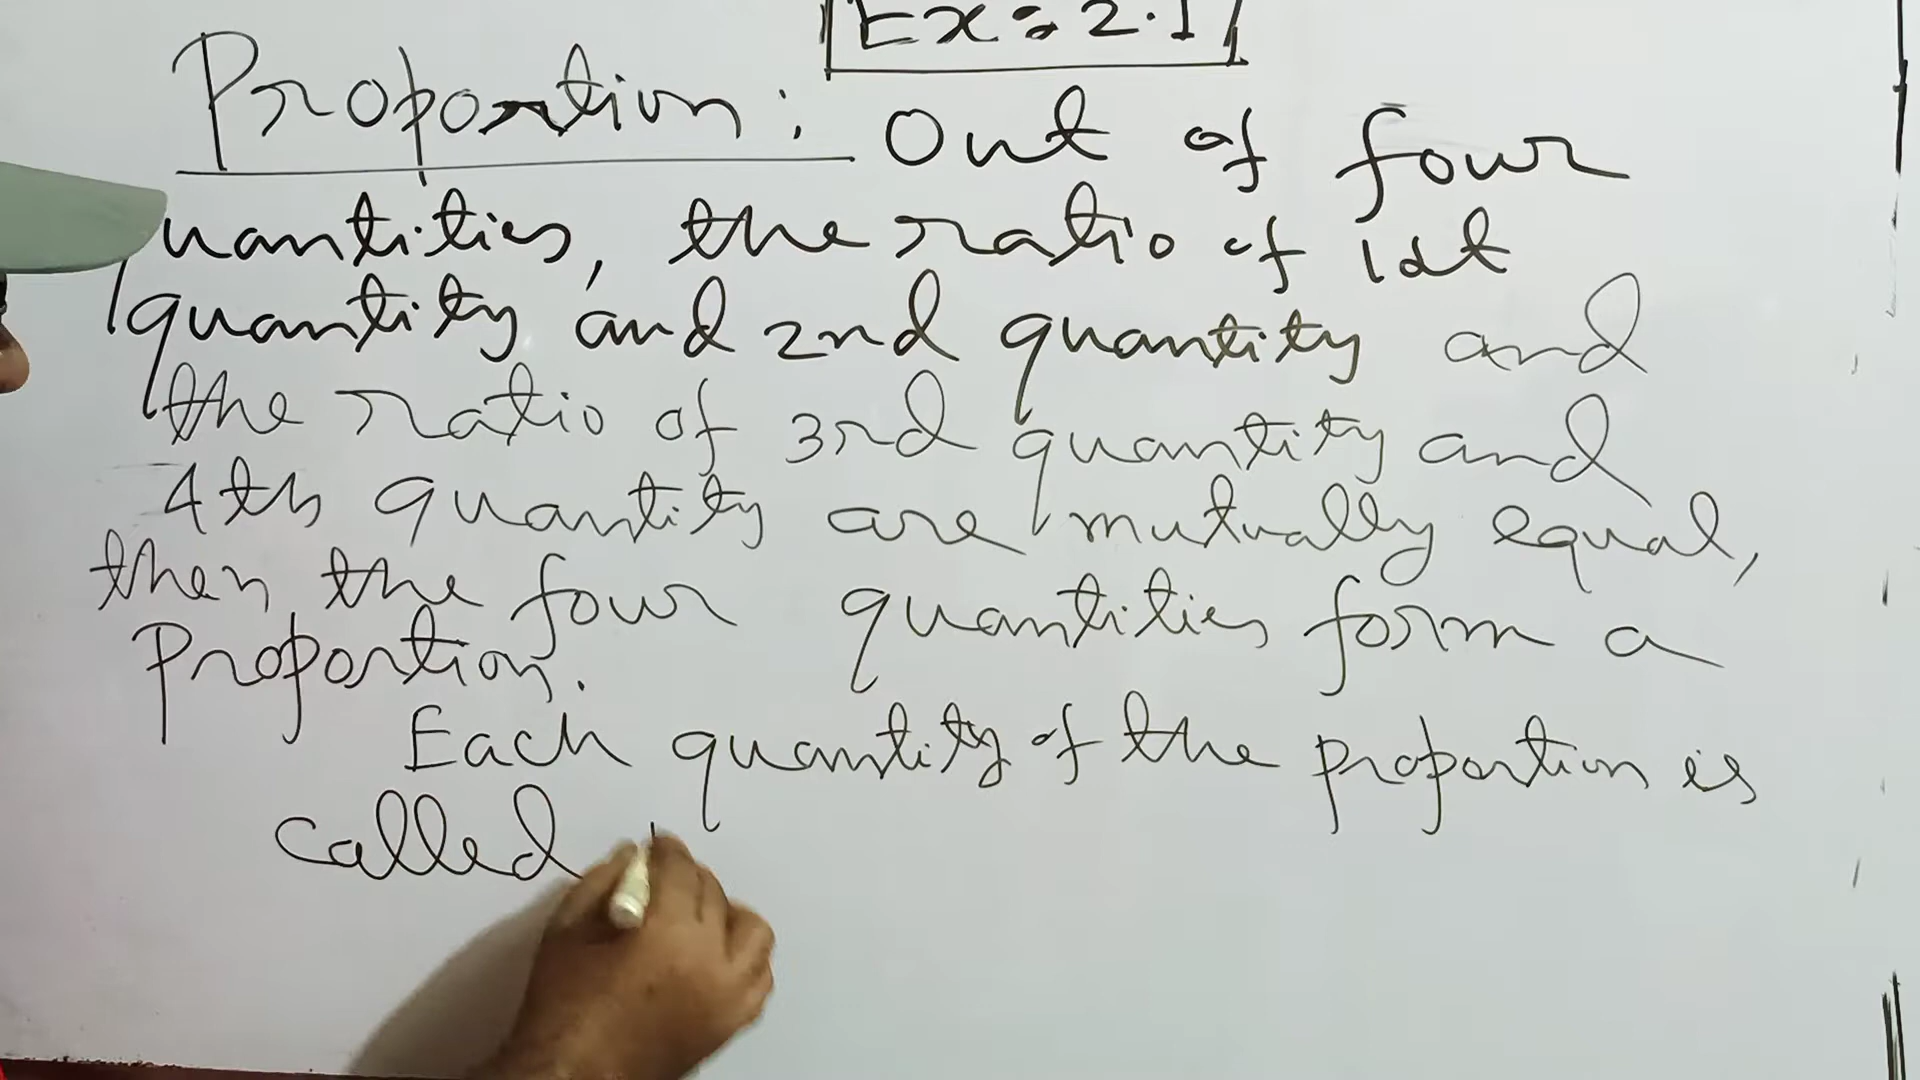 Ex = 2.1
Proportion: Out of four
quantities, the ratio of 1st
quantity and 2nd quantity and
the ratio of 3rd quantity and
4th quantity are mutually equal,
then the four quantities form a
Proportion.
Each quantity of the proportion is
called